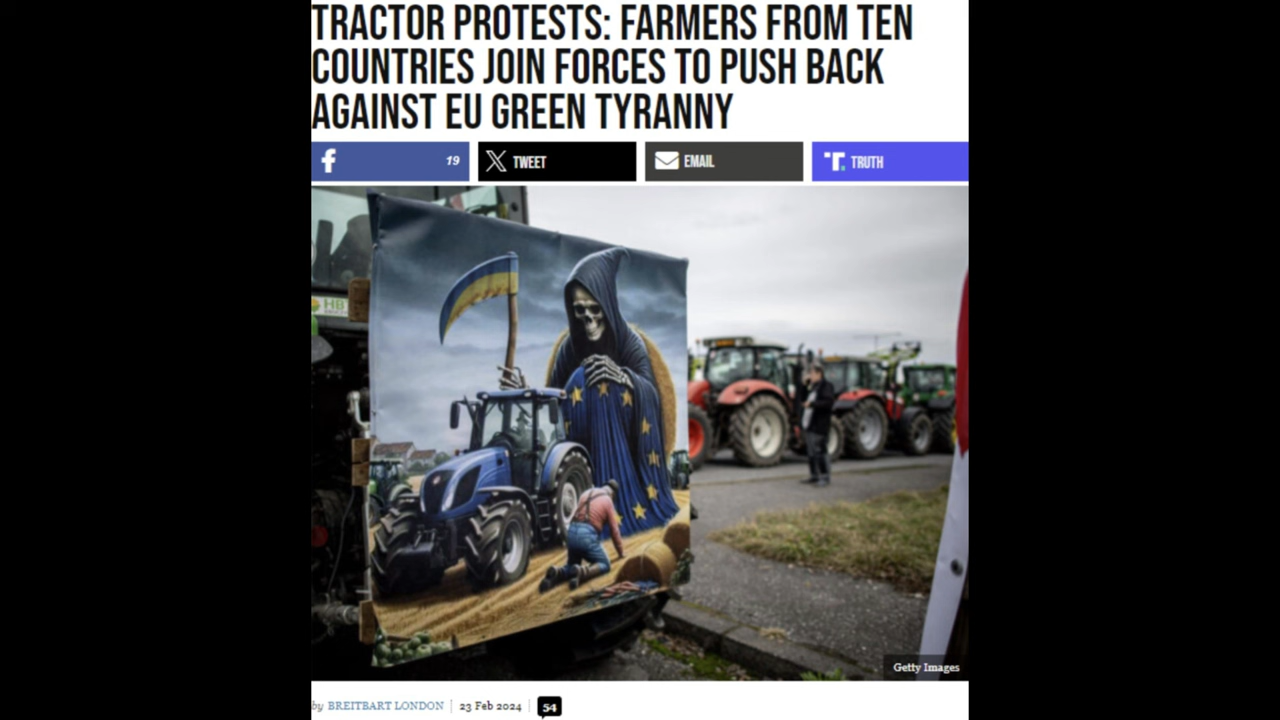 TRACTOR PROTESTS: FARMERS FROM TEN
COUNTRIES JOIN FORCES TO PUSH BACK
AGAINST EU GREEN TYRANNY
f 19 X TWEET EMAIL T. TRUTH
HB
Getty Images
by BREITBART LONDON | 23 Feb 2024 | 54